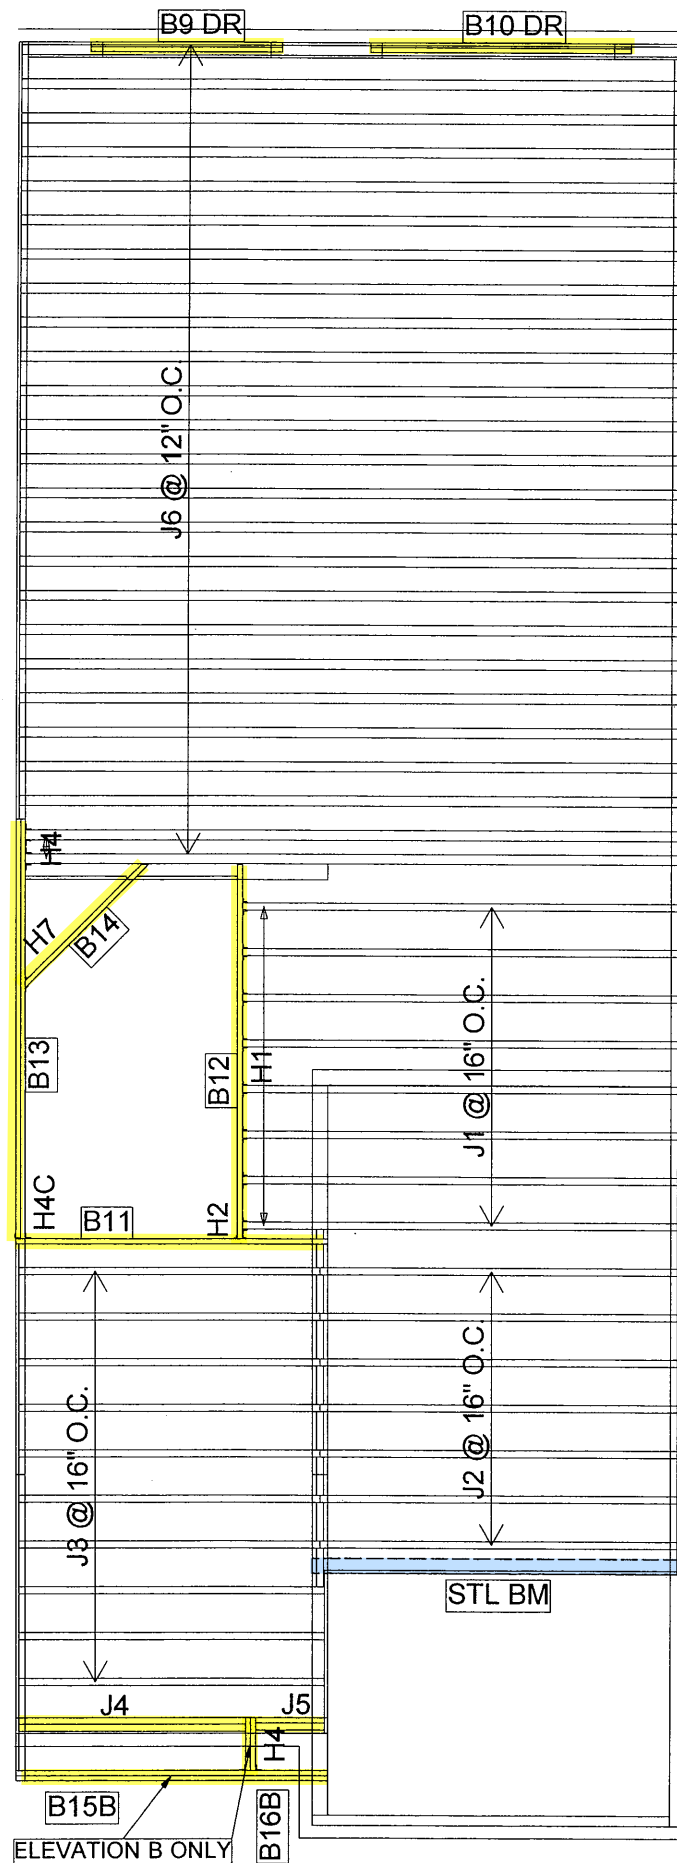 B9 DR
B10 DR
J6 @ 12" O.C.
H4
H7
B14
B13
B12
H1
J1 @ 16" O.C.
H4C
B11
H2
J3 @ 16" O.C.
J2 @ 16" O.C.
STL BM
J4
J5
H4
B15B
B16B
ELEVATION B ONLY